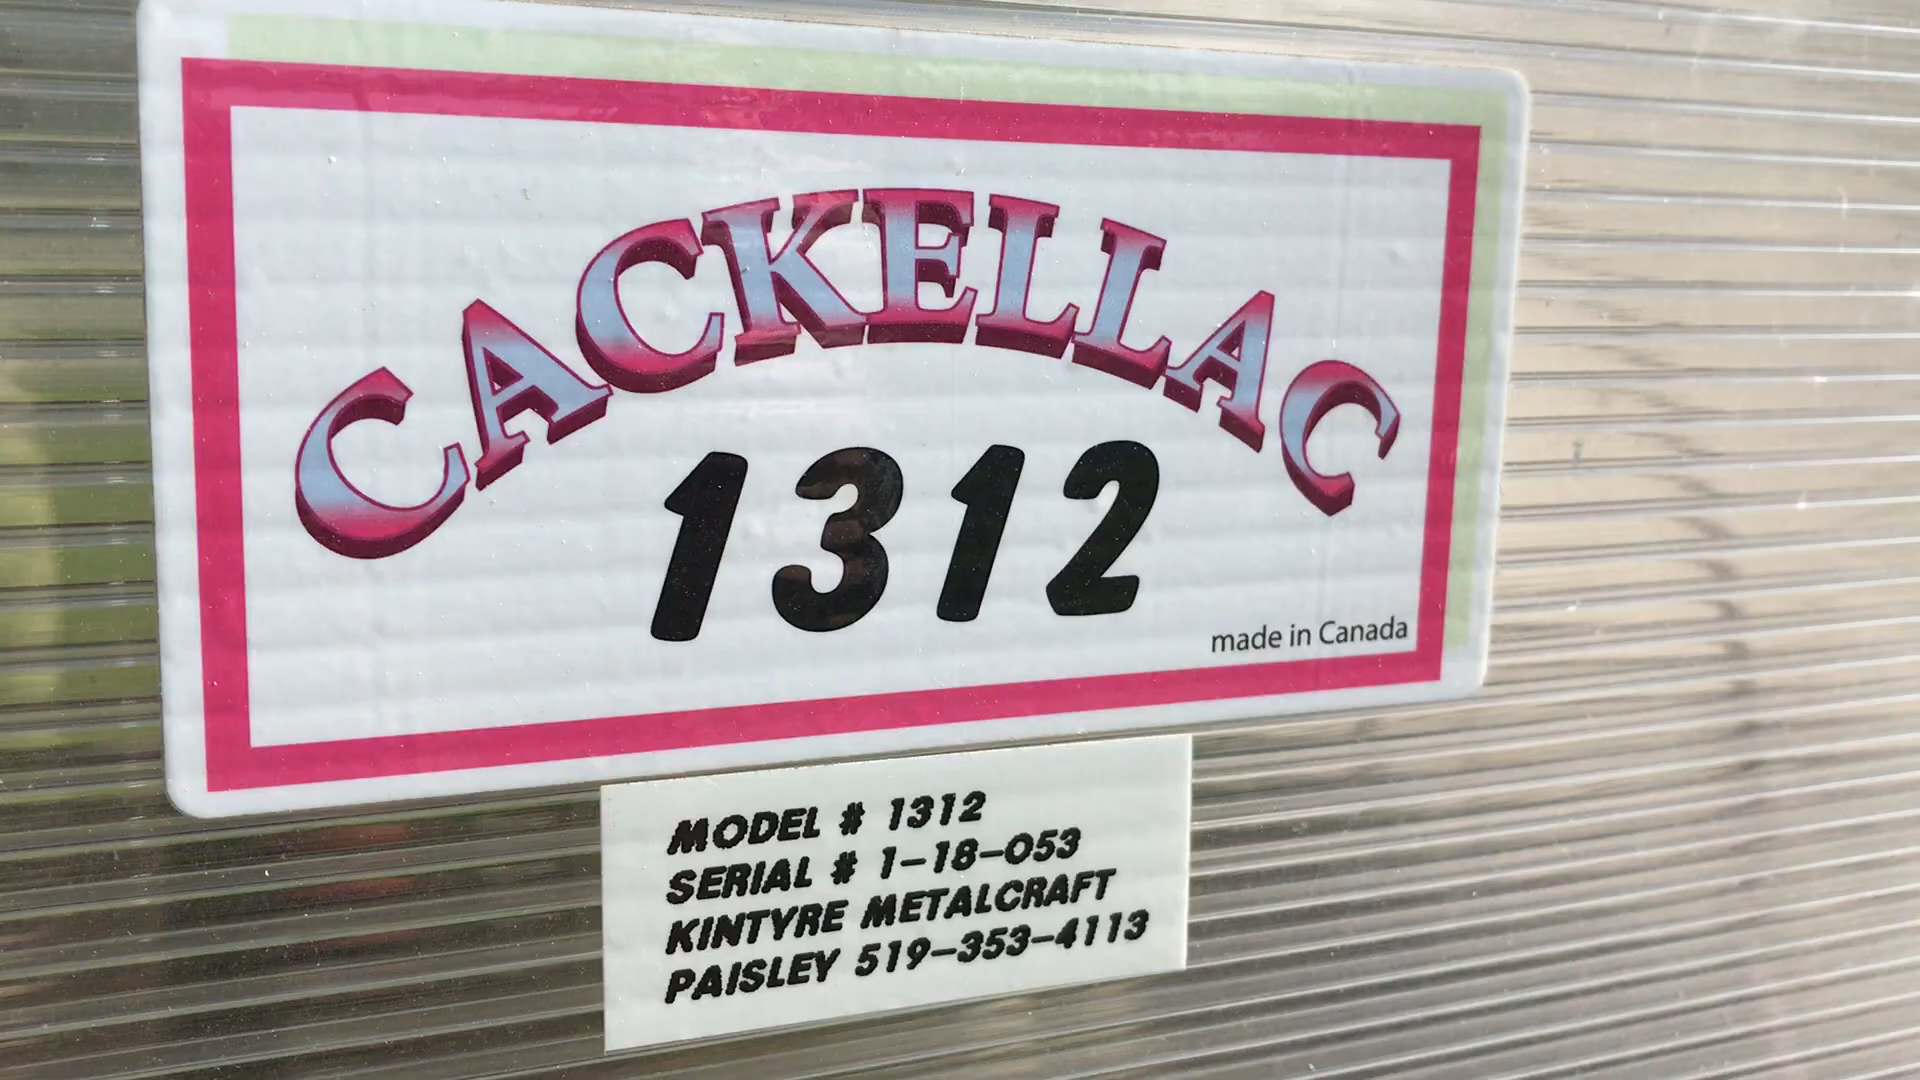 CACKELLAC
1312
made in Canada
MODEL # 1312
SERIAL # 1-18-053
KINTYRE METALCRAFT
PAISLEY 519-353-4113